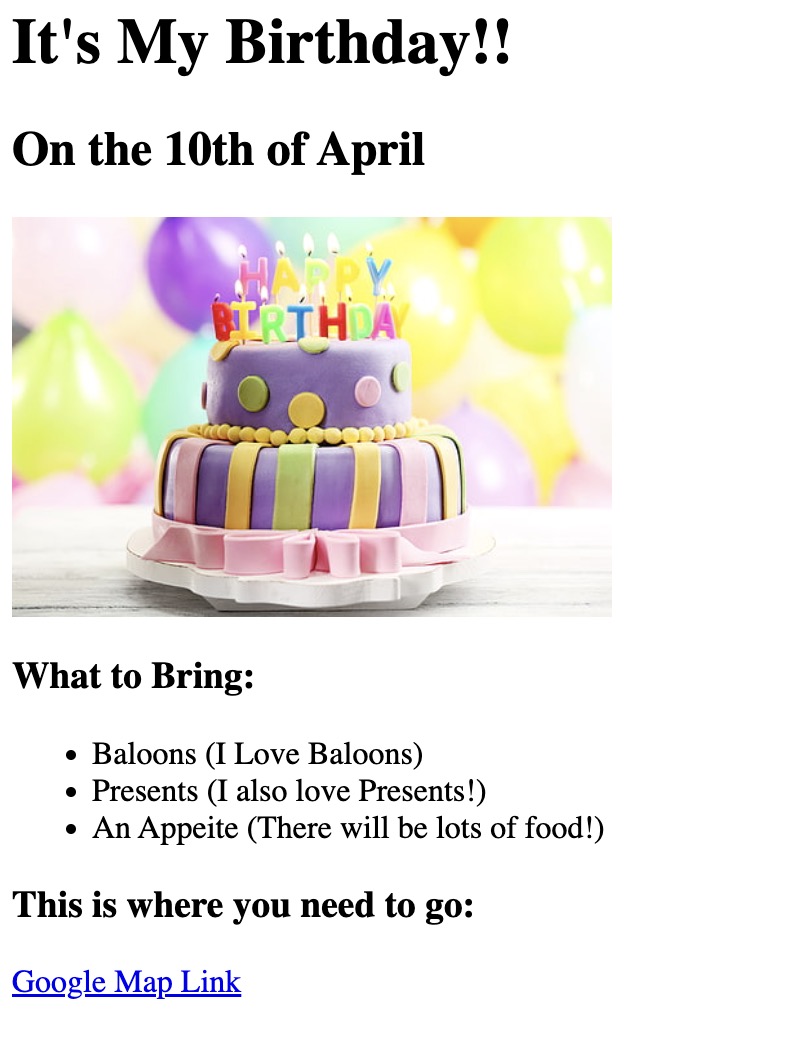 It's My Birthday!!
On the 10th of April
HAPPY
BIRTHDAY
What to Bring:
Baloons (I Love Baloons)
Presents (I also love Presents!)
An Appeite (There will be lots of food!)
This is where you need to go:
Google Map Link